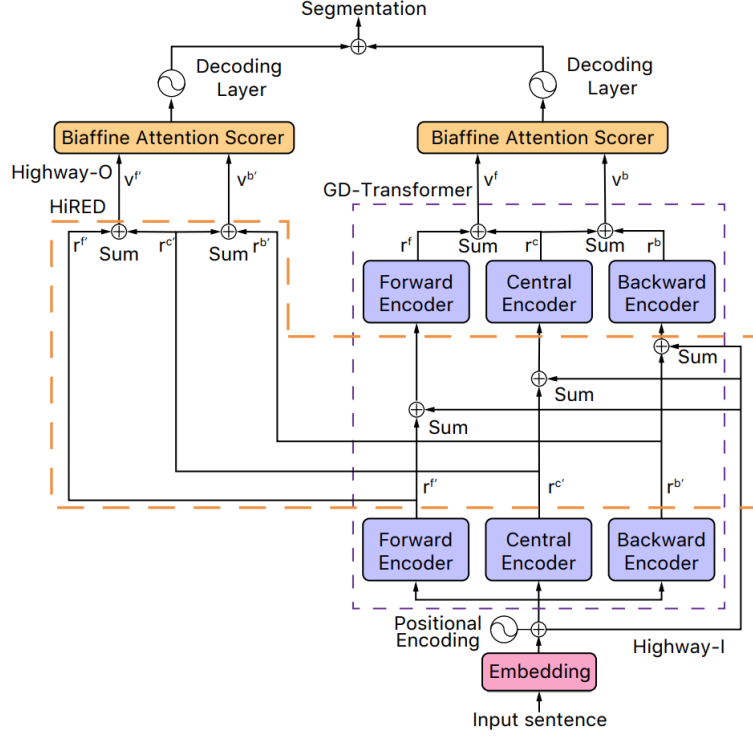 Segmentation
Decoding
Layer
Decoding
Layer
Biaffine Attention Scorer
Biaffine Attention Scorer
Highway-O
vf′
vb′
GD-Transformer
vf
vb
HiRED
rf′
Sum
rc′
Sum
rb′
rf
Sum
rc
Sum
rb
Forward
Encoder
Central
Encoder
Backward
Encoder
Sum
Sum
Sum
rf′
rc′
rb′
Forward
Encoder
Central
Encoder
Backward
Encoder
Positional
Encoding
Highway-I
Embedding
Input sentence